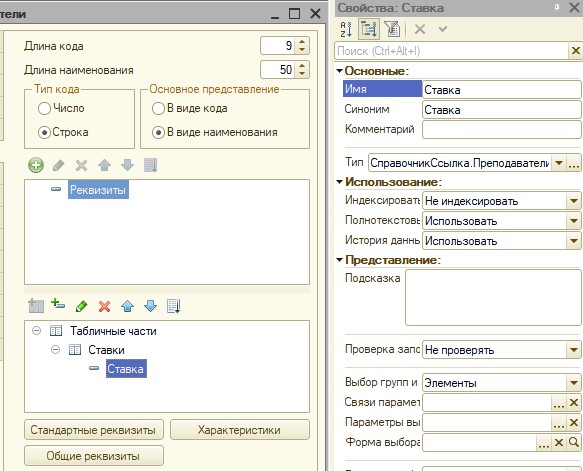 тели
Длина кода 9
Длина наименования 50
Тип кода
Число
Строка
Основное представление
В виде кода
В виде наименования
Реквизиты
Табличные части
Ставки
Ставка
Стандартные реквизиты
Характеристики
Общие реквизиты
Свойства: Ставка
Поиск (Ctrl+Alt+I)
Основные:
Имя Ставка
Синоним Ставка
Комментарий
Тип СправочникСсылка.Преподаватели
Использование:
Индексировать Не индексировать
Полнотекстовы Использовать
История данны Использовать
Представление:
Подсказка
Проверка запо Не проверять
Выбор групп и Элементы
Связи парамет
Параметры вы
Форма выбора